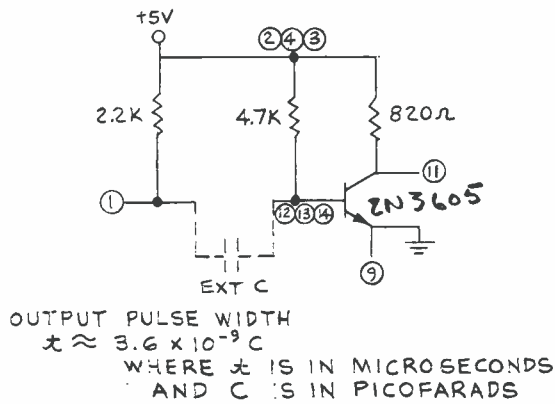 +5V
2 4 3
2.2K
4.7K
820Ω
1
11
12 13 14
2N3605
9
EXT C
OUTPUT PULSE WIDTH
t ≈ 3.6 x 10⁻⁹ C
WHERE t IS IN MICROSECONDS
AND C IS IN PICOFARADS